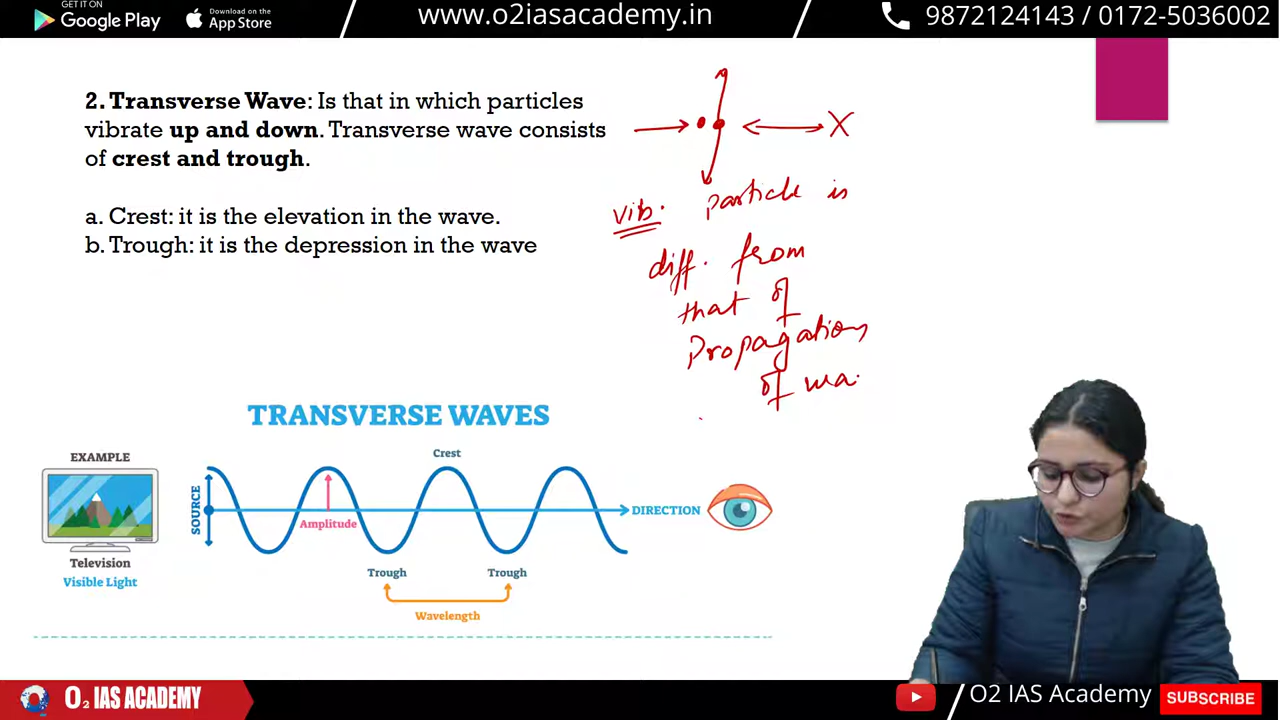 GET IT ON
Google Play
Download on the
App Store
www.o2iasacademy.in
9872124143 / 0172-5036002
2. Transverse Wave: Is that in which particles
vibrate up and down. Transverse wave consists
of crest and trough.
a. Crest: it is the elevation in the wave.
b. Trough: it is the depression in the wave
X
vib. particle is
diff. from
that of
Propagation
of wa
TRANSVERSE WAVES
EXAMPLE
Television
Visible Light
SOURCE
Amplitude
Crest
Trough
Trough
Wavelength
DIRECTION
O2 IAS ACADEMY
O2 IAS Academy
SUBSCRIBE